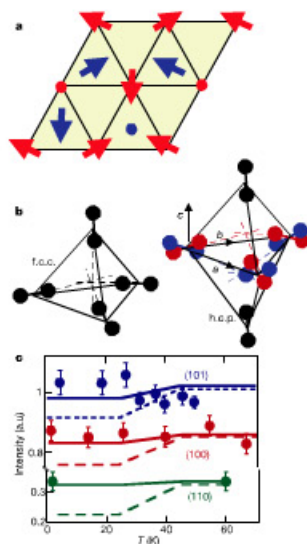 a
b
f.c.c.
c
b
a
h.c.p.
c
Intensity (a.u)
1
0.8
0.3
0.2
(101)
(100)
(110)
0
20
40
60
T (K)